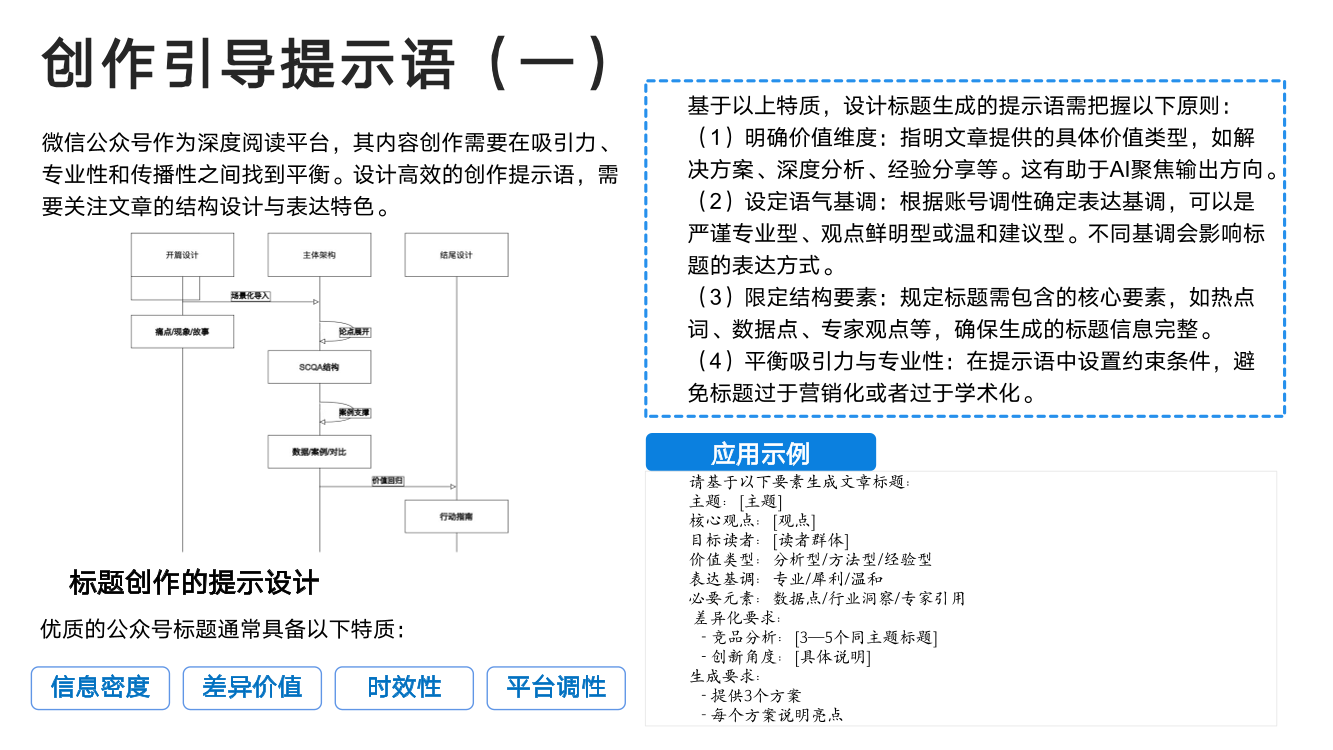 创作引导提示语（一）
微信公众号作为深度阅读平台，其内容创作需要在吸引力、
专业性和传播性之间找到平衡。设计高效的创作提示语，需
要关注文章的结构设计与表达特色。
开篇设计
主体架构
结尾设计
场景化导入
痛点/现象/故事
论点展开
SCQA结构
案例支撑
数据/案例/对比
价值回归
行动指南
标题创作的提示设计
优质的公众号标题通常具备以下特质：
信息密度
差异价值
时效性
平台调性
基于以上特质，设计标题生成的提示语需把握以下原则：
（1）明确价值维度：指明文章提供的具体价值类型，如解
决方案、深度分析、经验分享等。这有助于AI聚焦输出方向。
（2）设定语气基调：根据账号调性确定表达基调，可以是
严谨专业型、观点鲜明型或温和建议型。不同基调会影响标
题的表达方式。
（3）限定结构要素：规定标题需包含的核心要素，如热点
词、数据点、专家观点等，确保生成的标题信息完整。
（4）平衡吸引力与专业性：在提示语中设置约束条件，避
免标题过于营销化或者过于学术化。
应用示例
请基于以下要素生成文章标题：
主题：[主题]
核心观点：[观点]
目标读者：[读者群体]
价值类型：分析型/方法型/经验型
表达基调：专业/犀利/温和
必要元素：数据点/行业洞察/专家引用
差异化要求：
- 竞品分析：[3—5个同主题标题]
- 创新角度：[具体说明]
生成要求：
- 提供3个方案
- 每个方案说明亮点